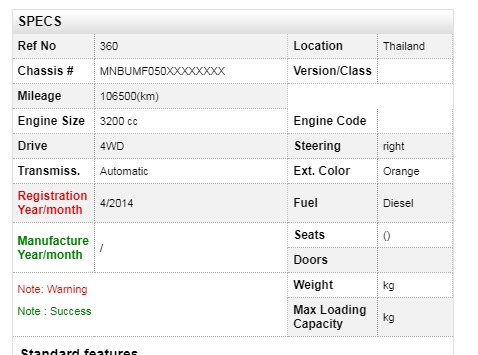 SPECS
Ref No 360 Location Thailand
Chassis # MNBUMF050XXXXXXXX Version/Class
Mileage 106500(km)
Engine Size 3200 cc Engine Code
Drive 4WD Steering right
Transmiss. Automatic Ext. Color Orange
Registration
Year/month 4/2014 Fuel Diesel
Manufacture
Year/month /
Seats ()
Doors
Note: Warning
Note : Success
Weight kg
Max Loading
Capacity kg
Standard features